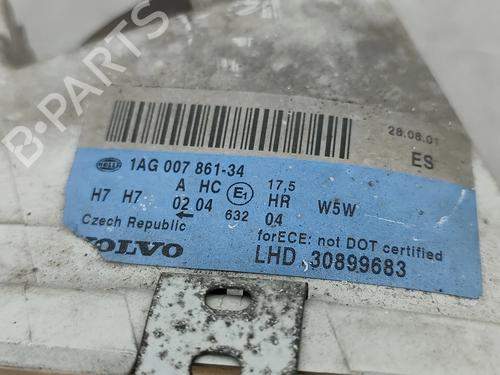 B-PARTS
28.08.01
ES
HELLA 1AG 007 861-34
A HC E1 17,5
H7 H7 02 04 632 HR 04 W5W
Czech Republic
forECE: not DOT certified
VOLVO LHD 30899683